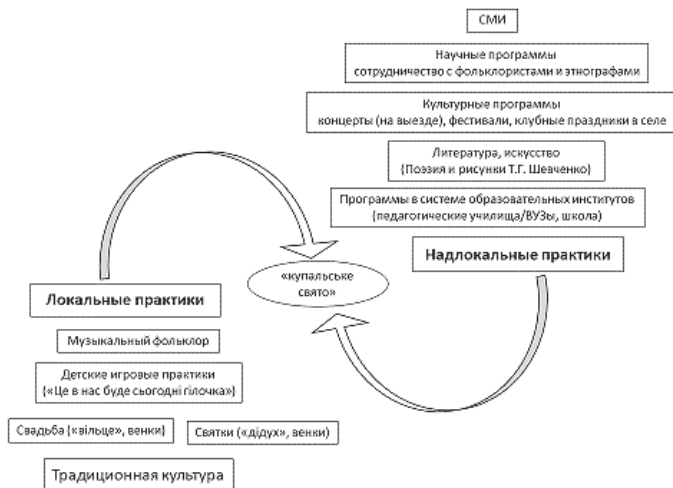 СМИ
Научные программы
сотрудничество с фольклористами и этнографами
Культурные программы
концерты (на выезде), фестивали, клубные праздники в селе
Литература, искусство
(Поэзия и рисунки Т.Г. Шевченко)
Программы в системе образовательных институтов
(педагогические училища/ВУЗы, школа)
Надлокальные практики
«купальське
свято»
Локальные практики
Музыкальный фольклор
Детские игровые практики
(«Це в нас буде сьогодні гілочка»)
Свадьба («вільце», венки)
Святки («дідух», венки)
Традиционная культура